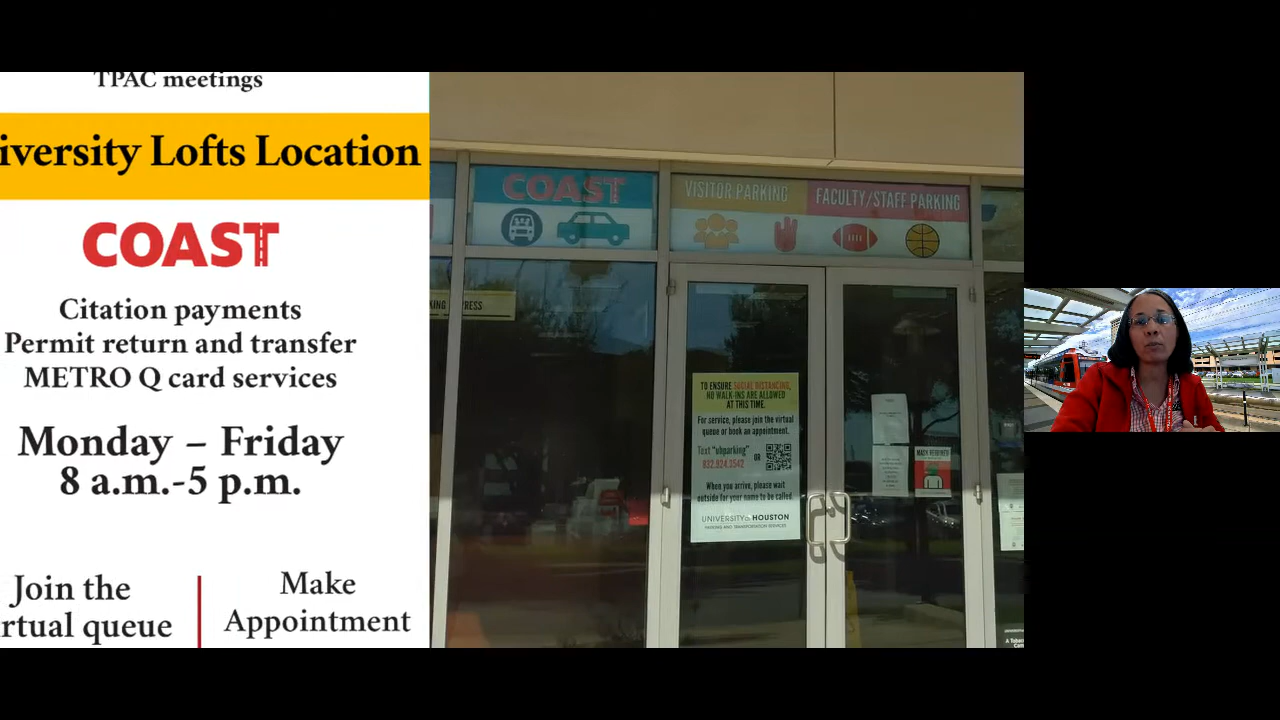 TPAC meetings
iversity Lofts Location
COAST
Citation payments
Permit return and transfer
METRO Q card services
Monday – Friday
8 a.m.-5 p.m.
Join the
rtual queue
Make
Appointment
COAST
VISITOR PARKING
FACULTY/STAFF PARKING
TO ENSURE SOCIAL DISTANCING,
NO WALK-INS ARE ALLOWED
AT THIS TIME.
For service, please join the virtual
queue or book an appointment.
Text "uhparking"
832.924.3542
OR
When you arrive, please wait
outside for your name to be called.
UNIVERSITY of HOUSTON
PARKING AND TRANSPORTATION SERVICES
MASK REQUIRED